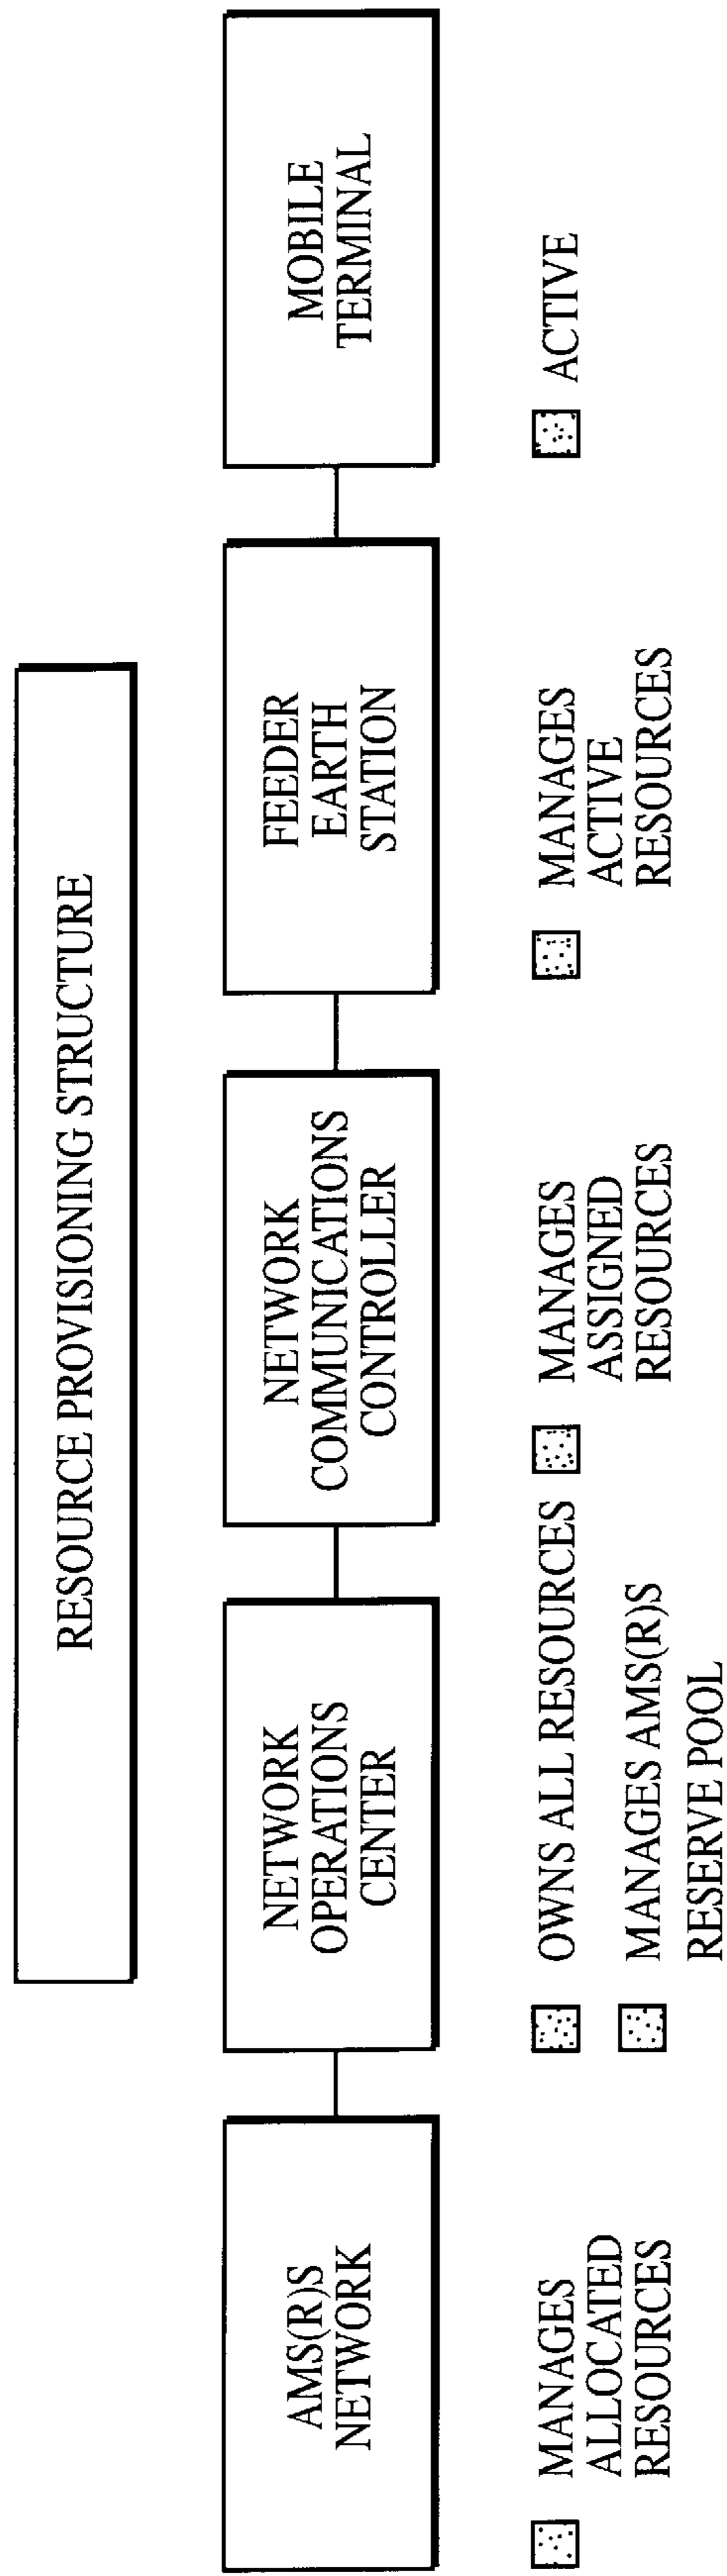 RESOURCE PROVISIONING STRUCTURE
AMS(R)S
NETWORK
NETWORK
OPERATIONS
CENTER
NETWORK
COMMUNICATIONS
CONTROLLER
FEEDER
EARTH
STATION
MOBILE
TERMINAL
MANAGES
ALLOCATED
RESOURCES
OWNS ALL RESOURCES
MANAGES AMS(R)S
RESERVE POOL
MANAGES
ASSIGNED
RESOURCES
MANAGES
ACTIVE
RESOURCES
ACTIVE